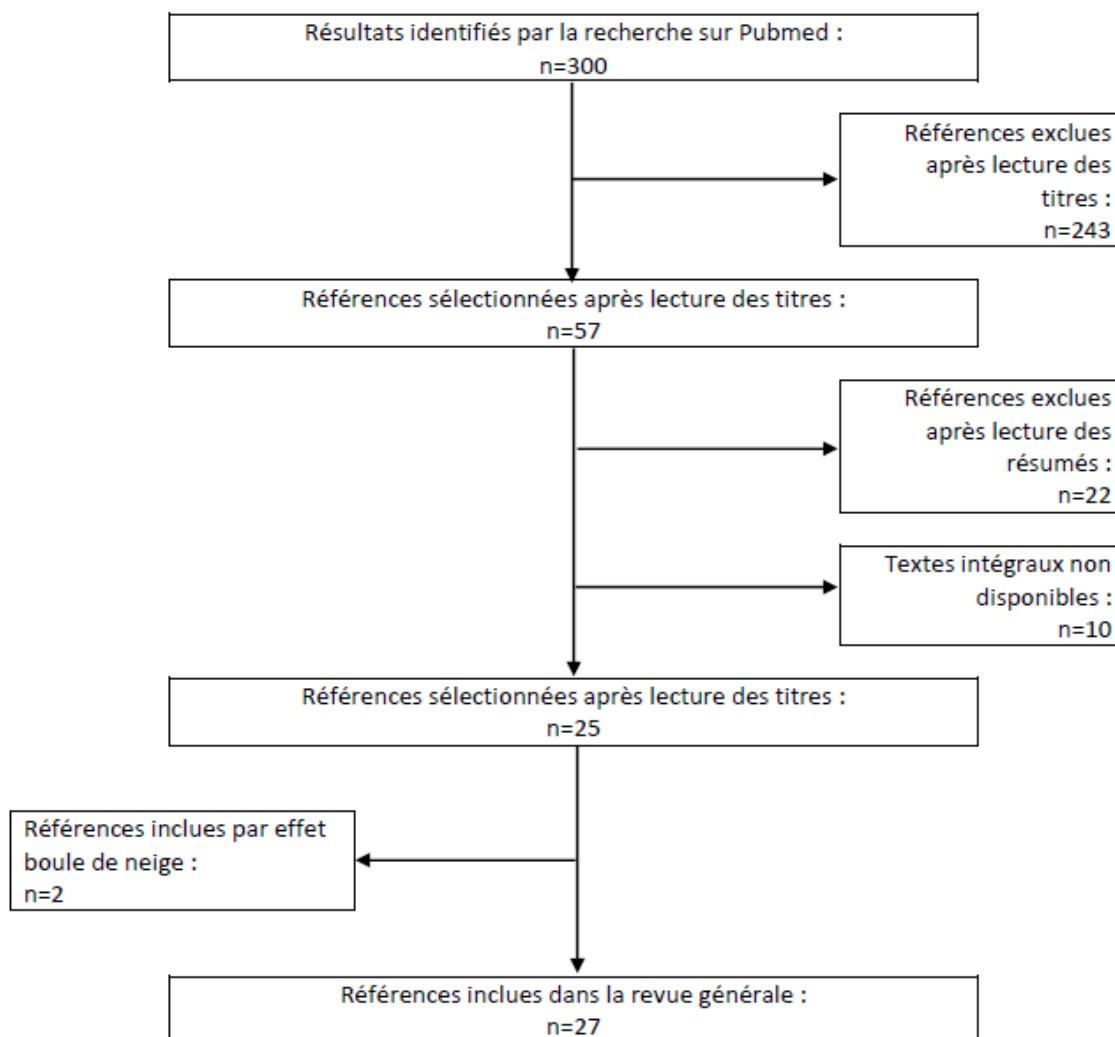 Résultats identifiés par la recherche sur Pubmed :
n=300
Références exclues
après lecture des
titres :
n=243
Références sélectionnées après lecture des titres :
n=57
Références exclues
après lecture des
résumés :
n=22
Textes intégraux non
disponibles :
n=10
Références sélectionnées après lecture des titres :
n=25
Références inclues par effet
boule de neige :
n=2
Références inclues dans la revue générale :
n=27